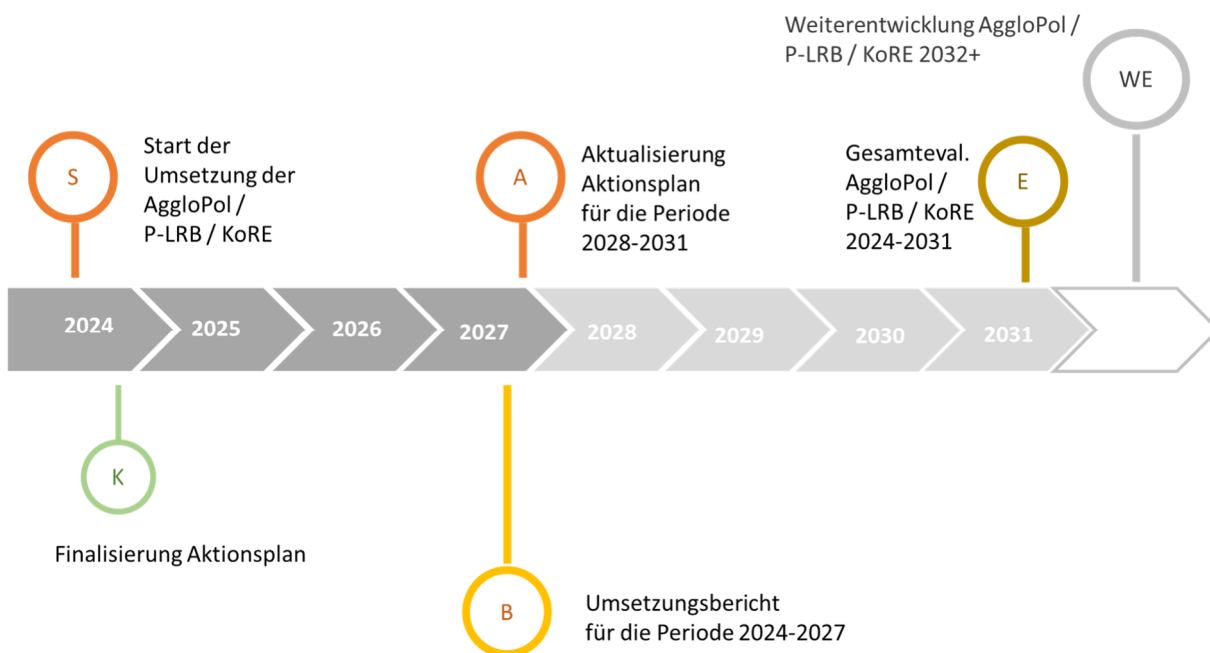 Weiterentwicklung AggloPol /
P-LRB / KoRE 2032+
WE
S
Start der
Umsetzung der
AggloPol /
P-LRB / KoRE
A
Aktualisierung
Aktionsplan
für die Periode
2028-2031
Gesamteval.
AggloPol /
P-LRB / KoRE
2024-2031
E
2024
2025
2026
2027
2028
2029
2030
2031
K
Finalisierung Aktionsplan
B
Umsetzungsbericht
für die Periode 2024-2027